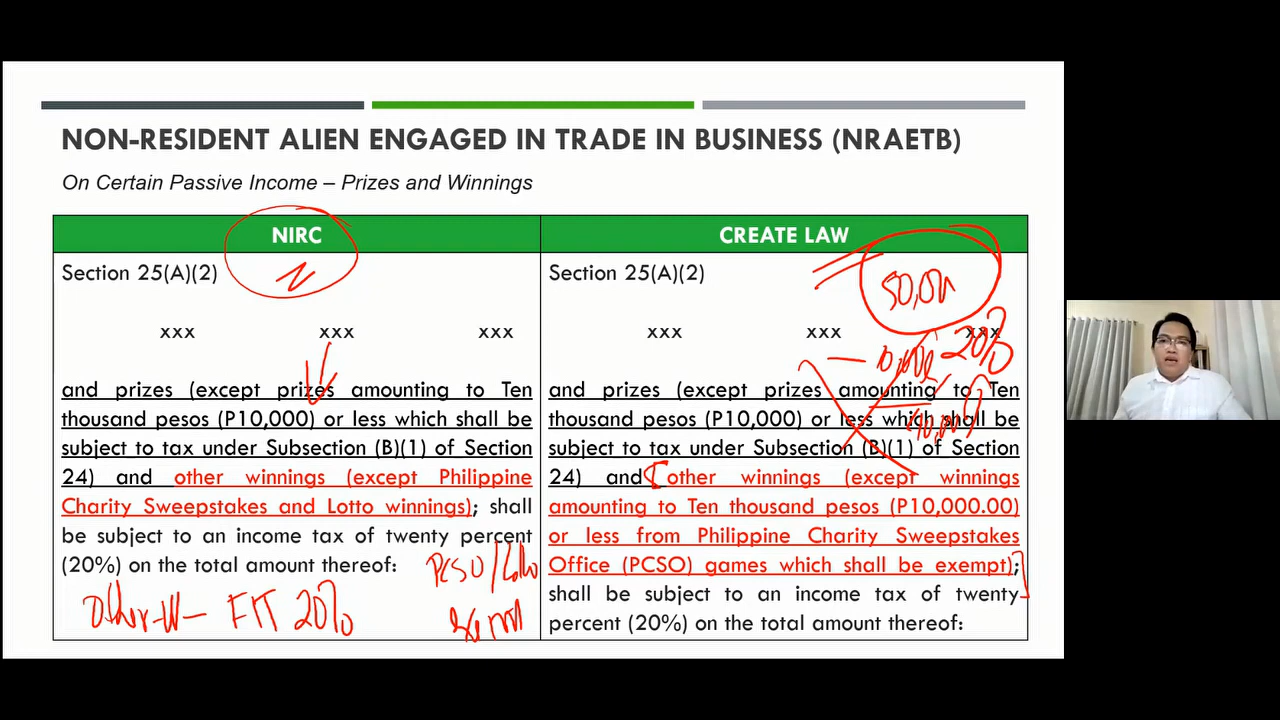 NON-RESIDENT ALIEN ENGAGED IN TRADE IN BUSINESS (NRAETB)
On Certain Passive Income – Prizes and Winnings
NIRC
Section 25(A)(2)
xxx xxx xxx
and prizes (except prizes amounting to Ten
thousand pesos (P10,000) or less which shall be
subject to tax under Subsection (B)(1) of Section
24) and other winnings (except Philippine
Charity Sweepstakes and Lotto winnings); shall
be subject to an income tax of twenty percent
(20%) on the total amount thereof:
PCSO/Lotto
Other-W- FIT 20%
CREATE LAW
Section 25(A)(2)
50,000
xxx xxx xxx
- 10,000 20%
40,000
and prizes (except prizes amounting to Ten
thousand pesos (P10,000) or less which shall be
subject to tax under Subsection (B)(1) of Section
24) and other winnings (except winnings
amounting to Ten thousand pesos (P10,000.00)
or less from Philippine Charity Sweepstakes
Office (PCSO) games which shall be exempt);
shall be subject to an income tax of twenty
percent (20%) on the total amount thereof: